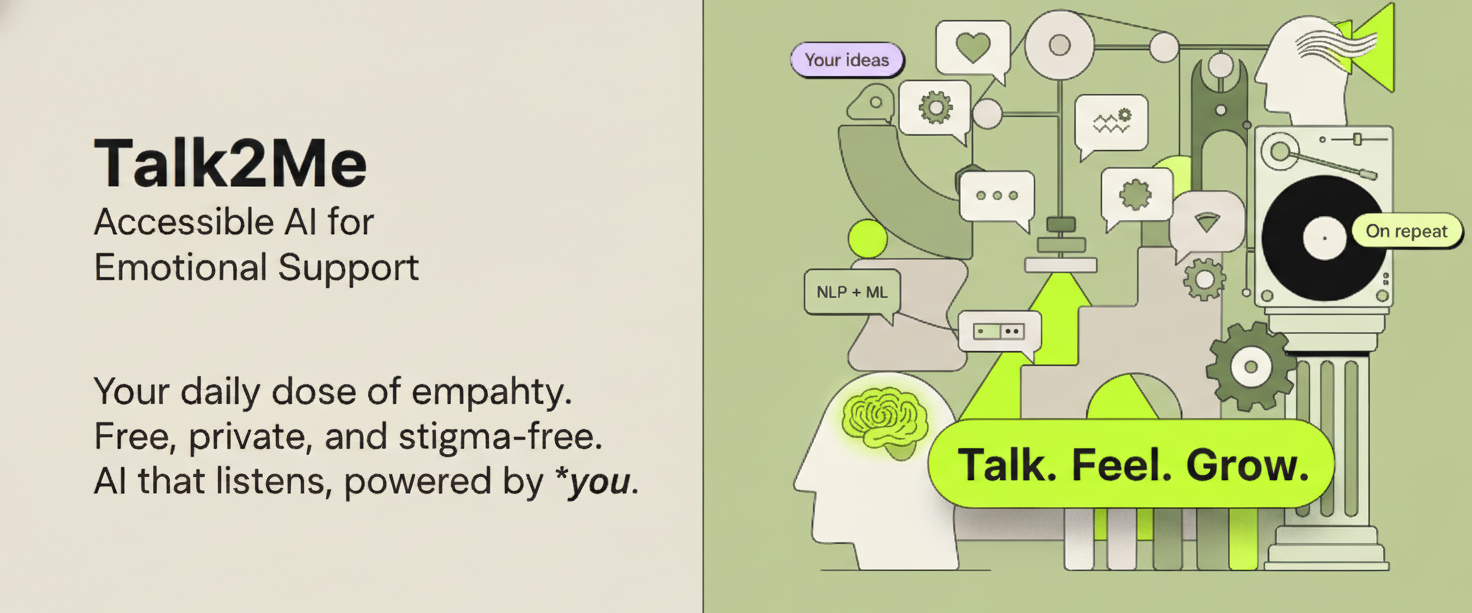 Talk2Me
Accessible AI for
Emotional Support
Your daily dose of empahty.
Free, private, and stigma-free.
AI that listens, powered by *you.
Your ideas
On repeat
NLP + ML
Talk. Feel. Grow.